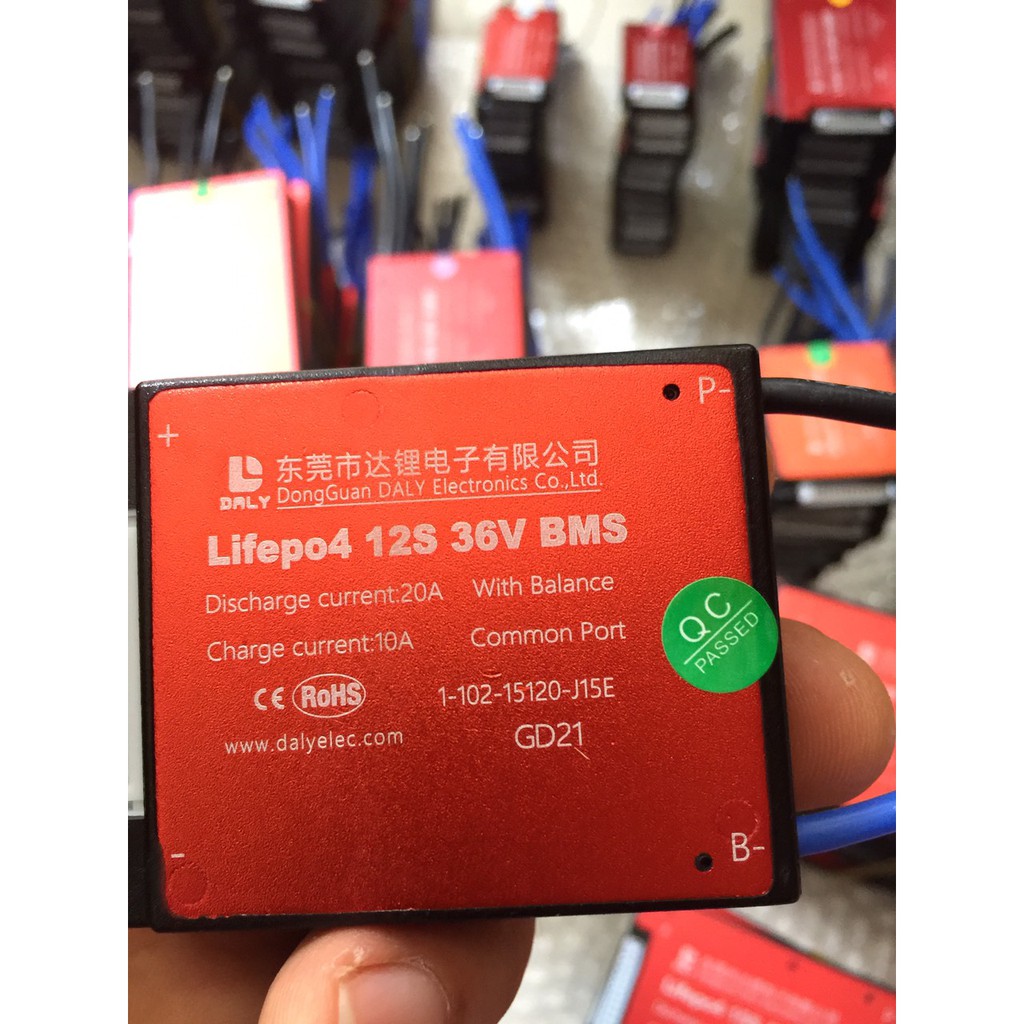 P-
+
东莞市达锂电子有限公司
DALY DongGuan DALY Electronics Co.,Ltd.
Lifepo4 12S 36V BMS
Discharge current:20A With Balance
Charge current:10A Common Port
QC
PASSED
CE RoHS 1-102-15120-J15E
www.dalyelec.com GD21
B-
-